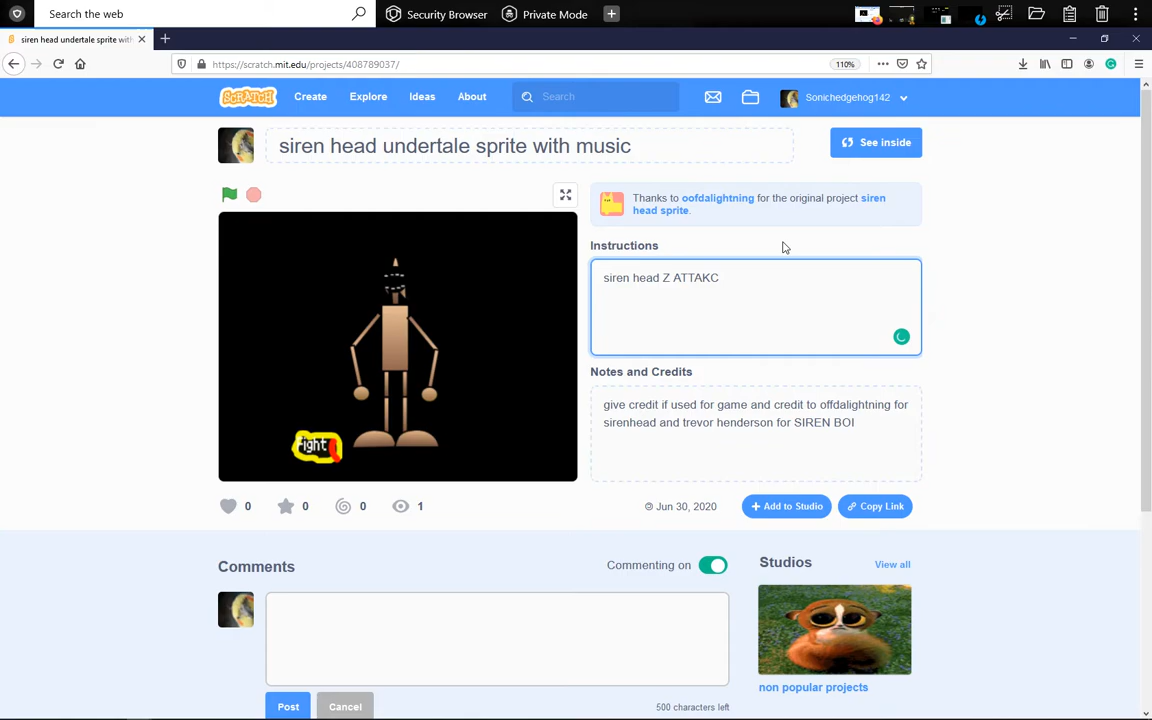 Search the web
Security Browser
Private Mode
siren head undertale sprite with
https://scratch.mit.edu/projects/408789037/
110%
SCRATCH
Create
Explore
Ideas
About
Search
Sonichedgehog142
siren head undertale sprite with music
See inside
Thanks to oofdalightning for the original project siren
head sprite.
Instructions
siren head Z ATTAKC
Notes and Credits
give credit if used for game and credit to offdalightning for
sirenhead and trevor henderson for SIREN BOI
fight
0
0
0
1
© Jun 30, 2020
Add to Studio
Copy Link
Comments
Commenting on
Studios
View all
non popular projects
Post
Cancel
500 characters left